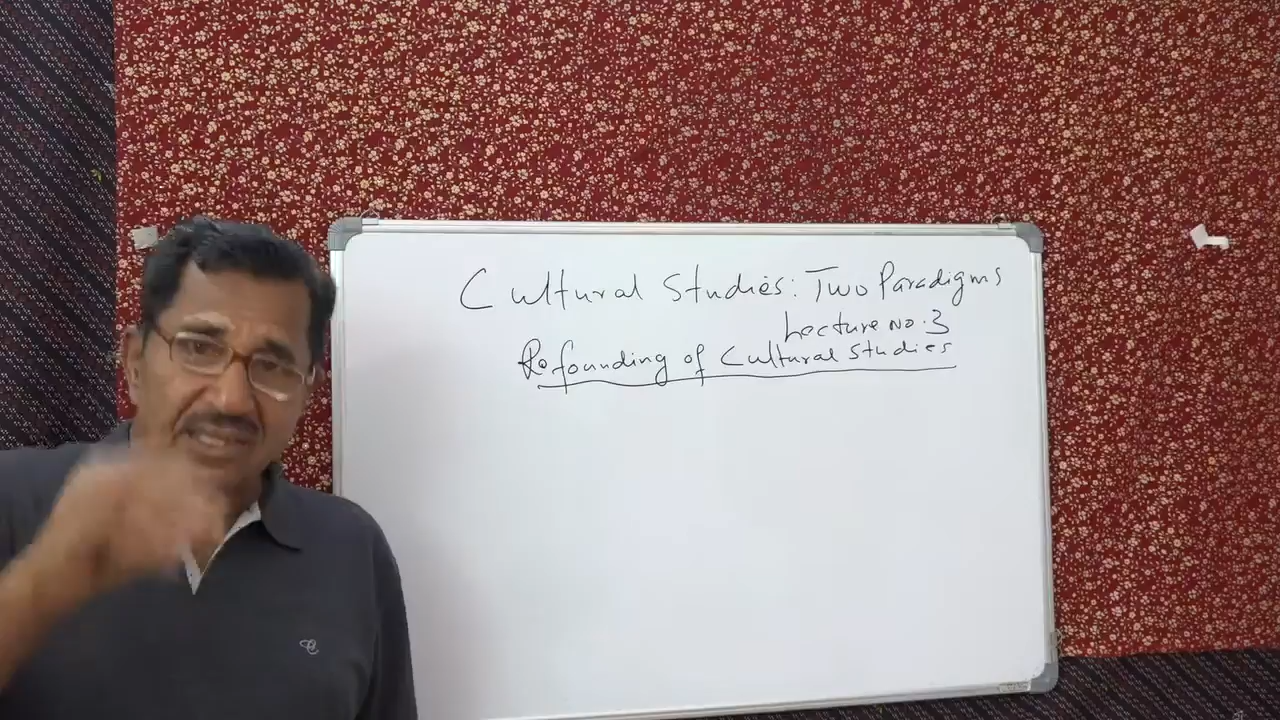 Cultural Studies: Two Paradigms
Lecture No. 3
Refounding of Cultural Studies